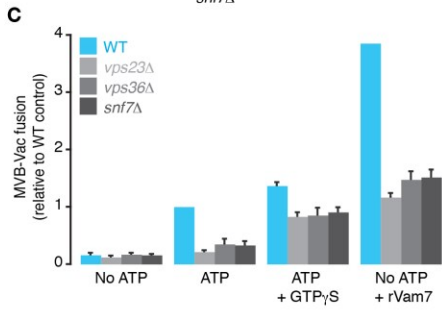 snf7Δ
C
MVB-Vac fusion
(relative to WT control)
4
3
2
1
0
WT
vps23Δ
vps36Δ
snf7Δ
No ATP
ATP
ATP
+ GTPγS
No ATP
+ rVam7